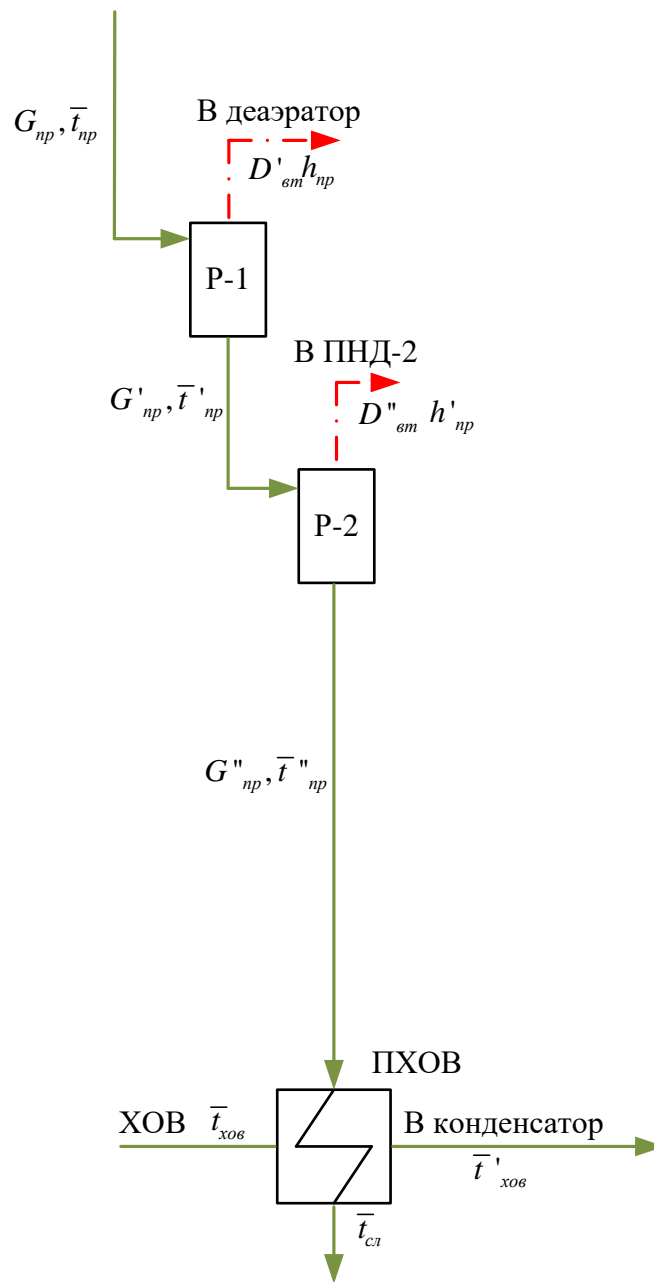 В деаэратор
G_пр, t̅_пр
D'_вт h_пр
Р-1
В ПНД-2
G'_пр, t̅'_пр
D"_вт h'_пр
Р-2
G"_пр, t̅"_пр
ПХОВ
ХОВ t̅_хов
В конденсатор
t̅'_хов
t̅_сл